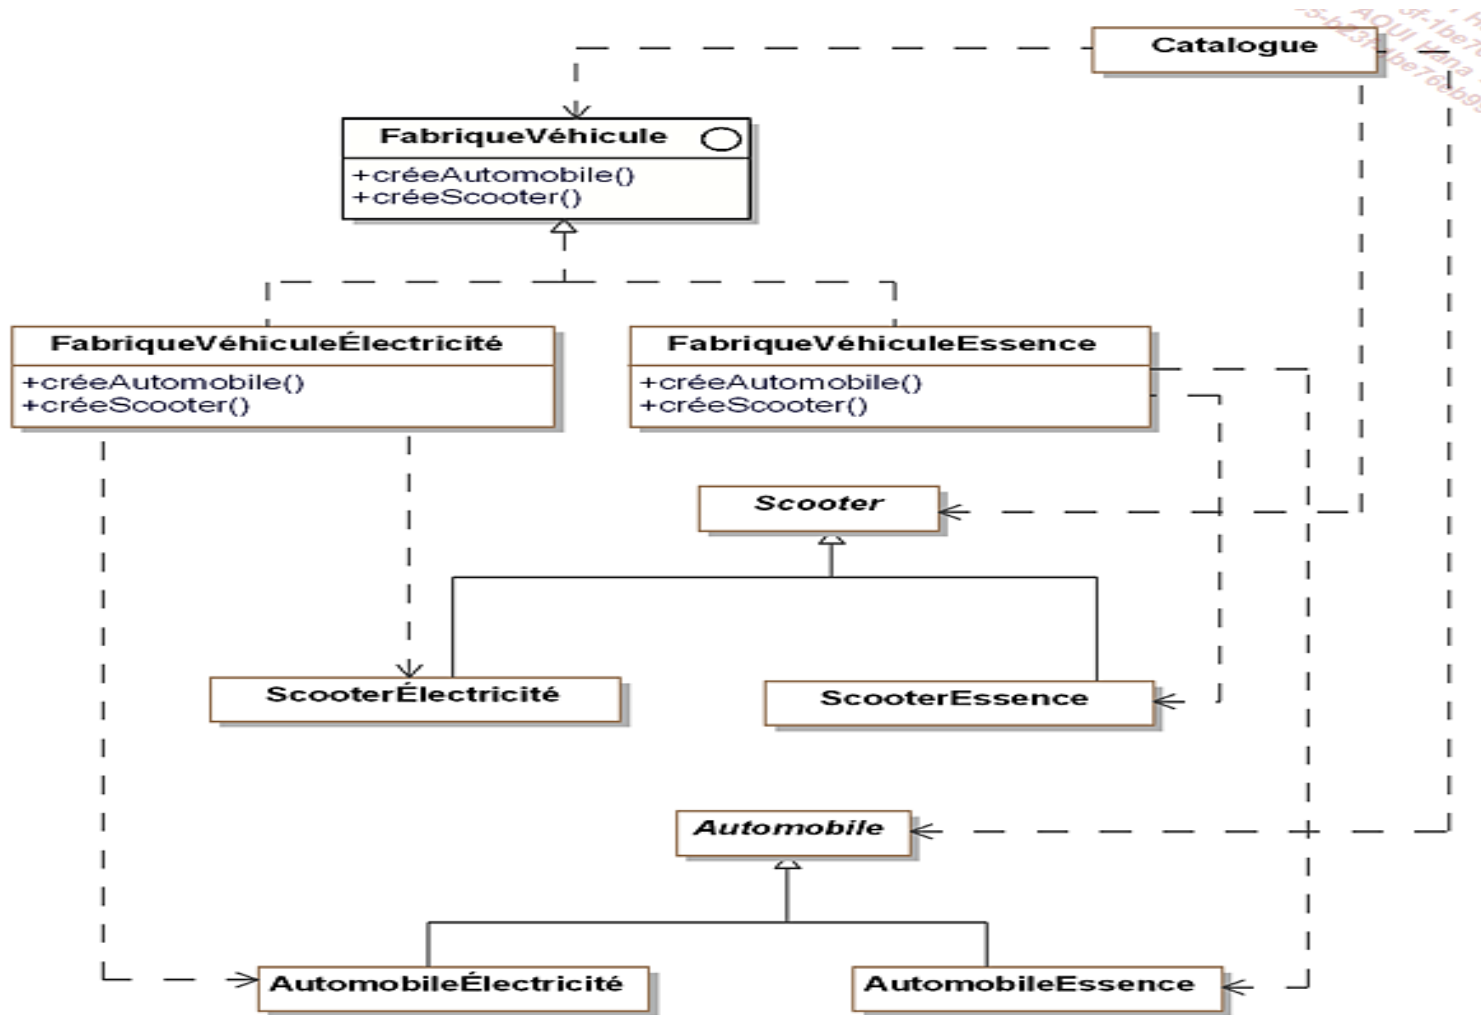 Catalogue
FabriqueVéhicule
+créeAutomobile()
+créeScooter()
FabriqueVéhiculeÉlectricité
+créeAutomobile()
+créeScooter()
FabriqueVéhiculeEssence
+créeAutomobile()
+créeScooter()
Scooter
ScooterÉlectricité
ScooterEssence
Automobile
AutomobileÉlectricité
AutomobileEssence